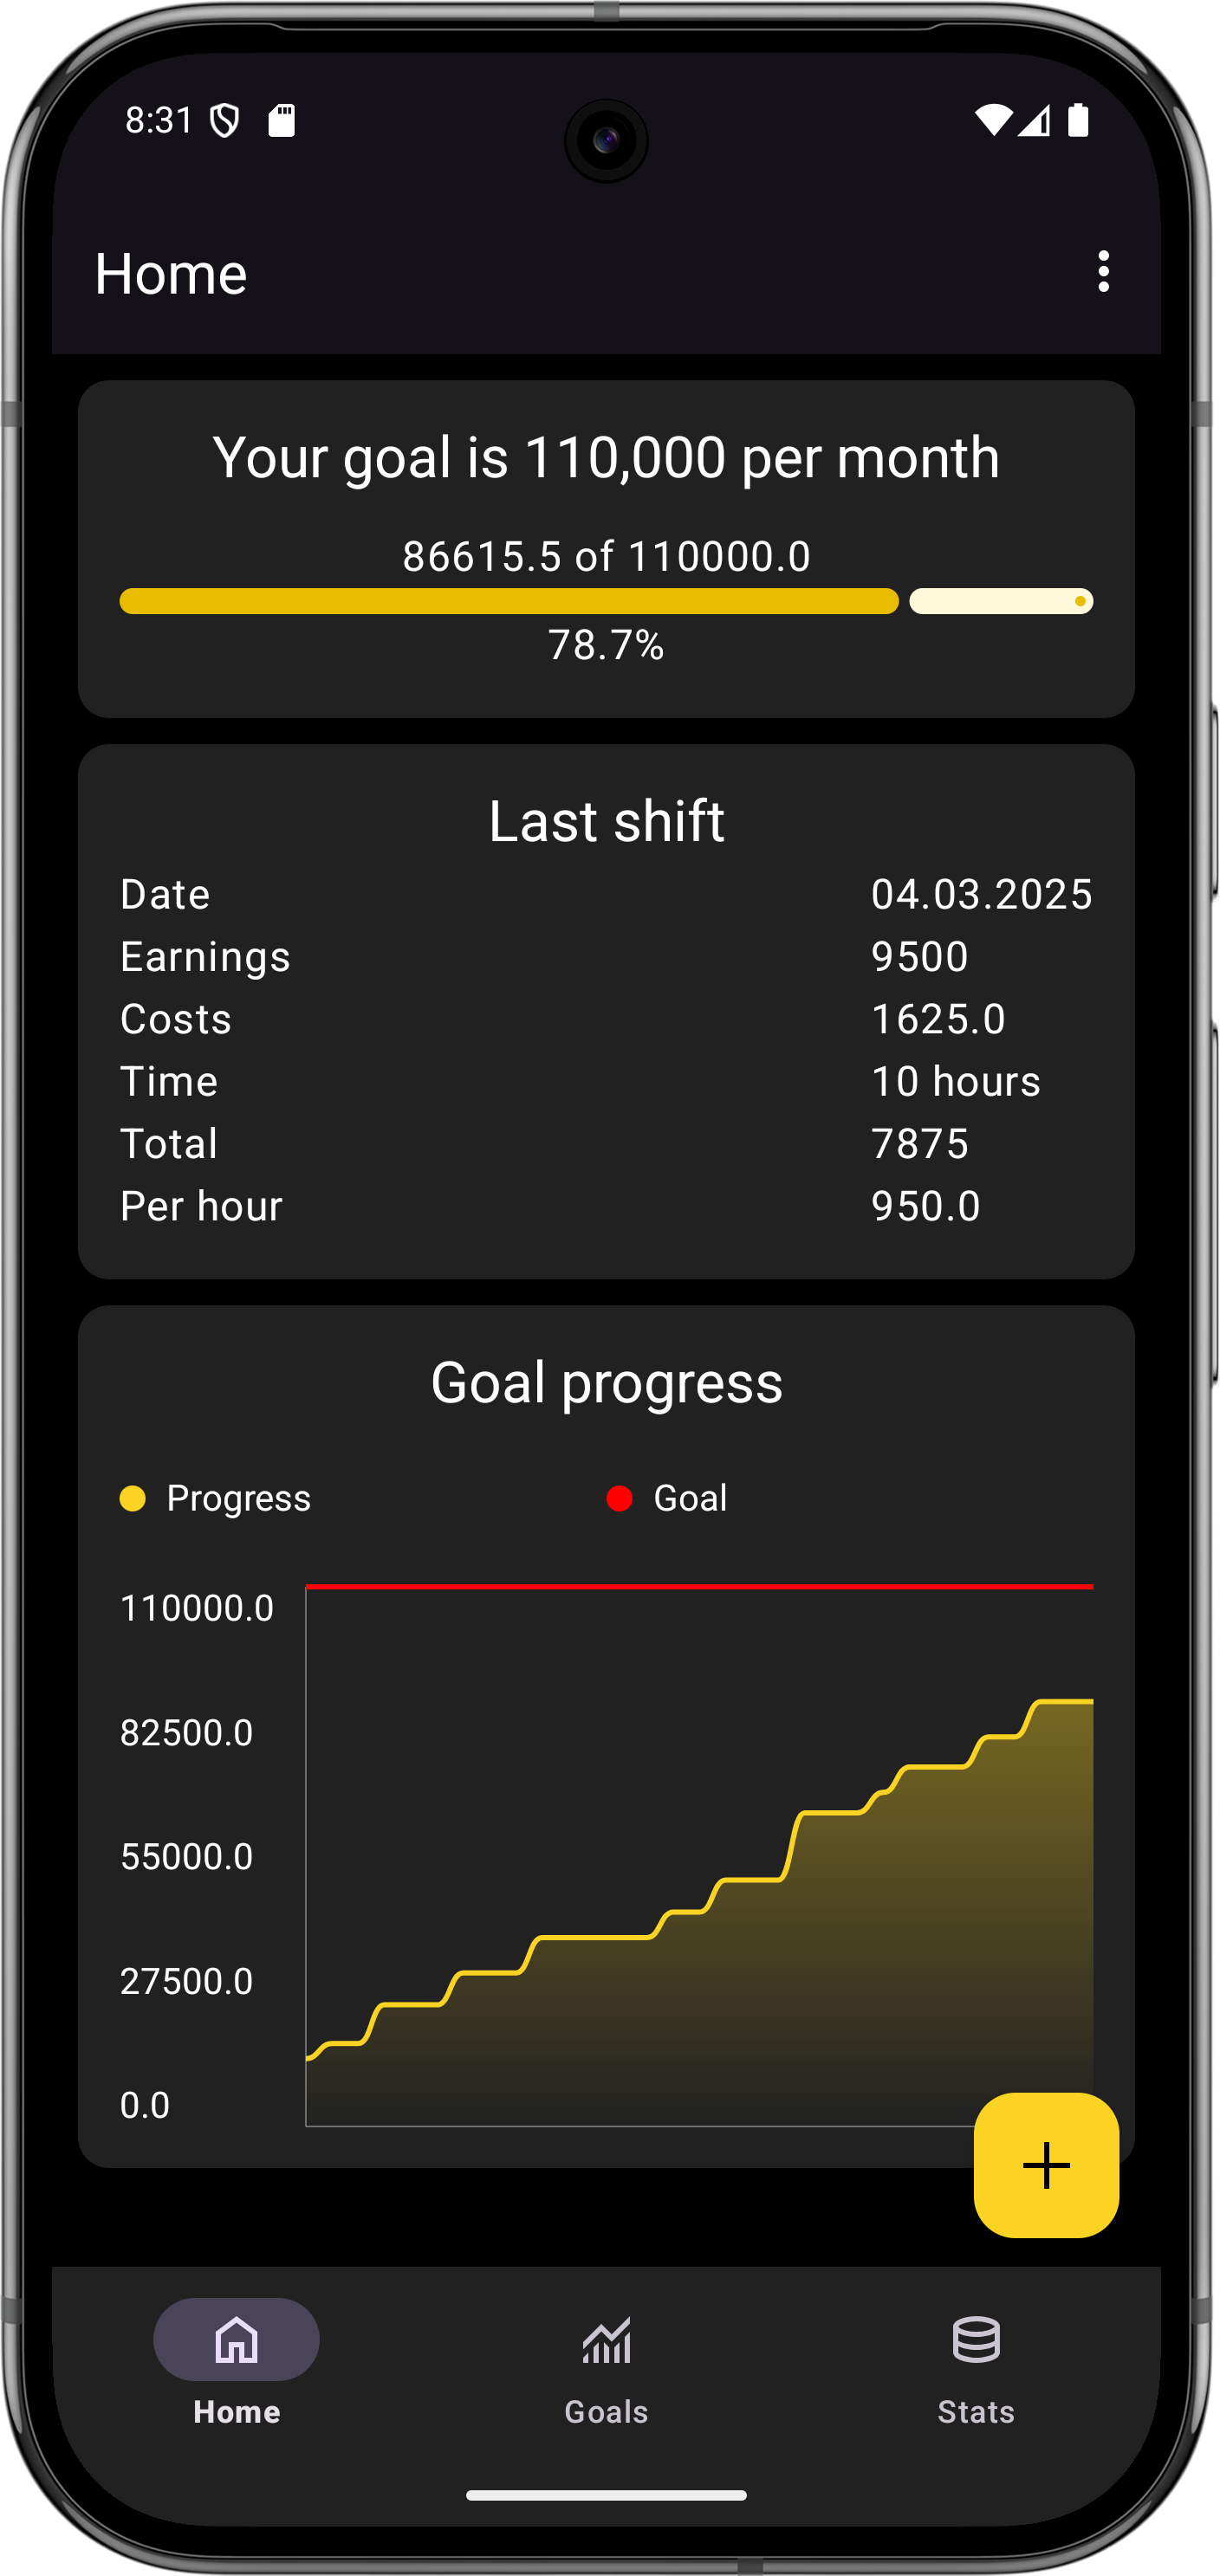 8:31
Home
Your goal is 110,000 per month
86615.5 of 110000.0
78.7%
Last shift
Date 04.03.2025
Earnings 9500
Costs 1625.0
Time 10 hours
Total 7875
Per hour 950.0
Goal progress
Progress Goal
110000.0
82500.0
55000.0
27500.0
0.0
Home Goals Stats